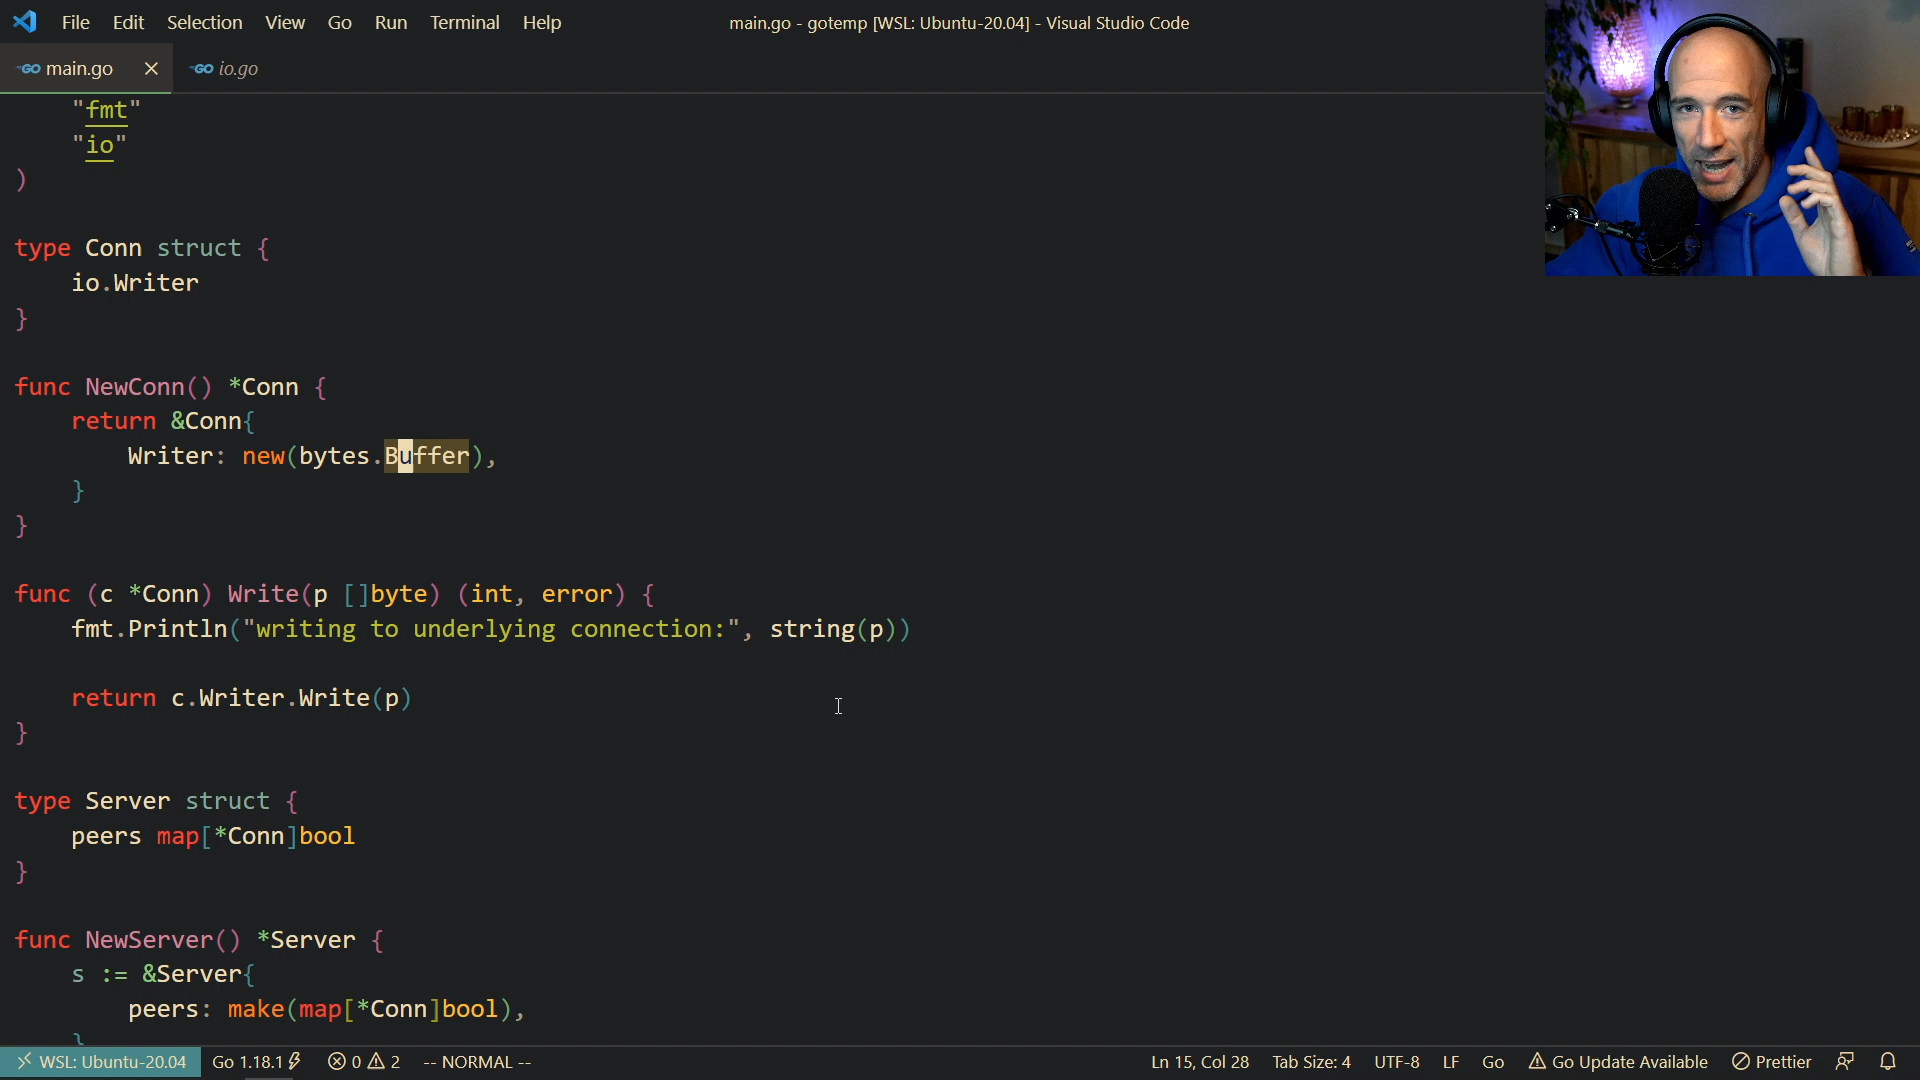 File Edit Selection View Go Run Terminal Help
main.go - gotemp [WSL: Ubuntu-20.04] - Visual Studio Code
GO main.go
GO io.go
"fmt"
"io"
)
type Conn struct {
io.Writer
}
func NewConn() *Conn {
return &Conn{
Writer: new(bytes.Buffer),
}
}
func (c *Conn) Write(p []byte) (int, error) {
fmt.Println("writing to underlying connection:", string(p))
return c.Writer.Write(p)
}
type Server struct {
peers map[*Conn]bool
}
func NewServer() *Server {
s := &Server{
peers: make(map[*Conn]bool),
}
WSL: Ubuntu-20.04 Go 1.18.1 0 2 -- NORMAL -- Ln 15, Col 28 Tab Size: 4 UTF-8 LF Go Go Update Available Prettier